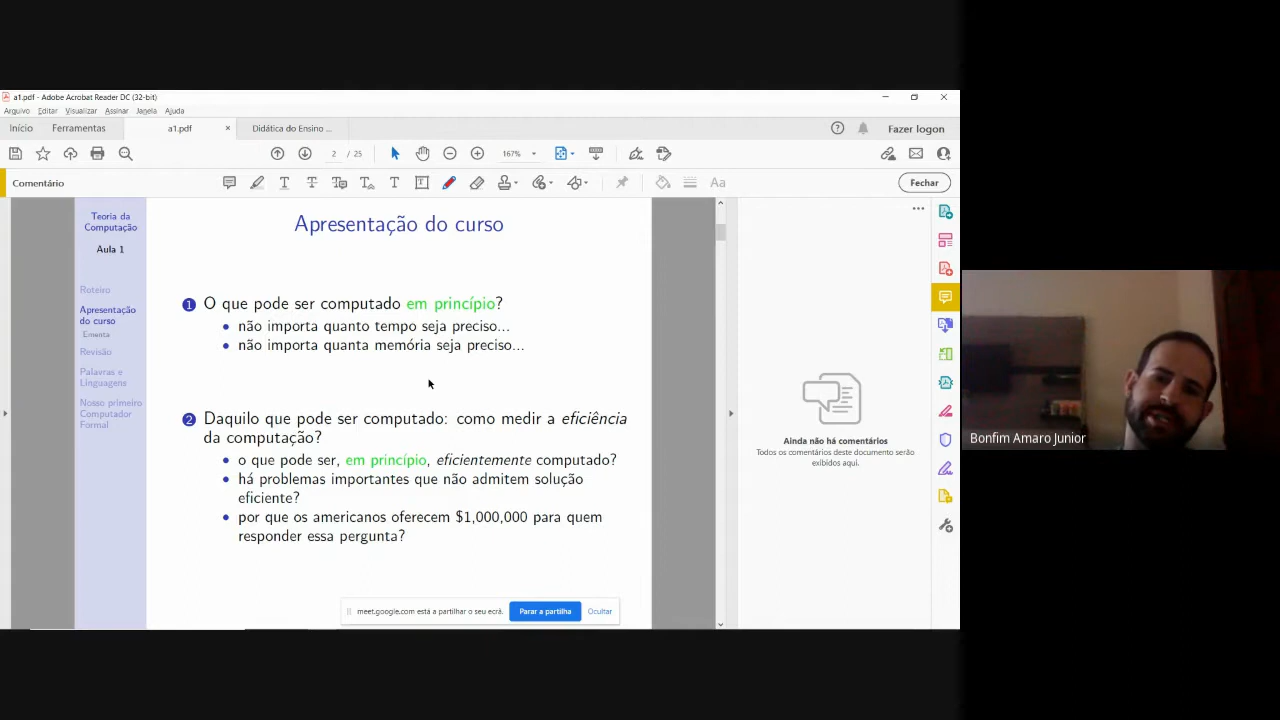 a1.pdf - Adobe Acrobat Reader DC (32-bit)
Arquivo Editar Visualizar Assinar Janela Ajuda
Início Ferramentas a1.pdf × Didática do Ensino ... Fazer logon
2 / 25 167%
Comentário Aa Fechar
Teoria da
Computação
Aula 1
Roteiro
Apresentação
do curso
Ementa
Revisão
Palavras e
Linguagens
Nosso primeiro
Computador
Formal
Apresentação do curso
1 O que pode ser computado em princípio?
• não importa quanto tempo seja preciso...
• não importa quanta memória seja preciso...
2 Daquilo que pode ser computado: como medir a eficiência
da computação?
• o que pode ser, em princípio, eficientemente computado?
• há problemas importantes que não admitem solução
eficiente?
• por que os americanos oferecem $1,000,000 para quem
responder essa pergunta?
Ainda não há comentários
Todos os comentários deste documento serão
exibidos aqui.
meet.google.com está a partilhar o seu ecrã. Parar a partilha Ocultar
Bonfim Amaro Junior